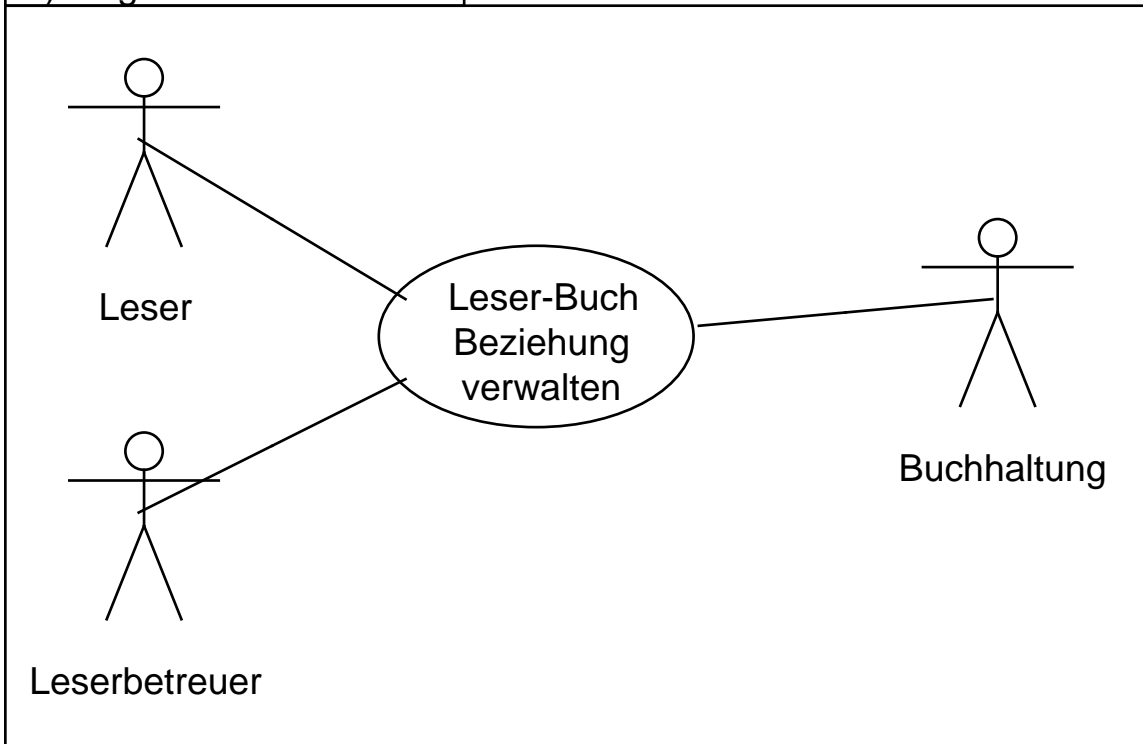 Leser
Leser-Buch
Beziehung
verwalten
Buchhaltung
Leserbetreuer